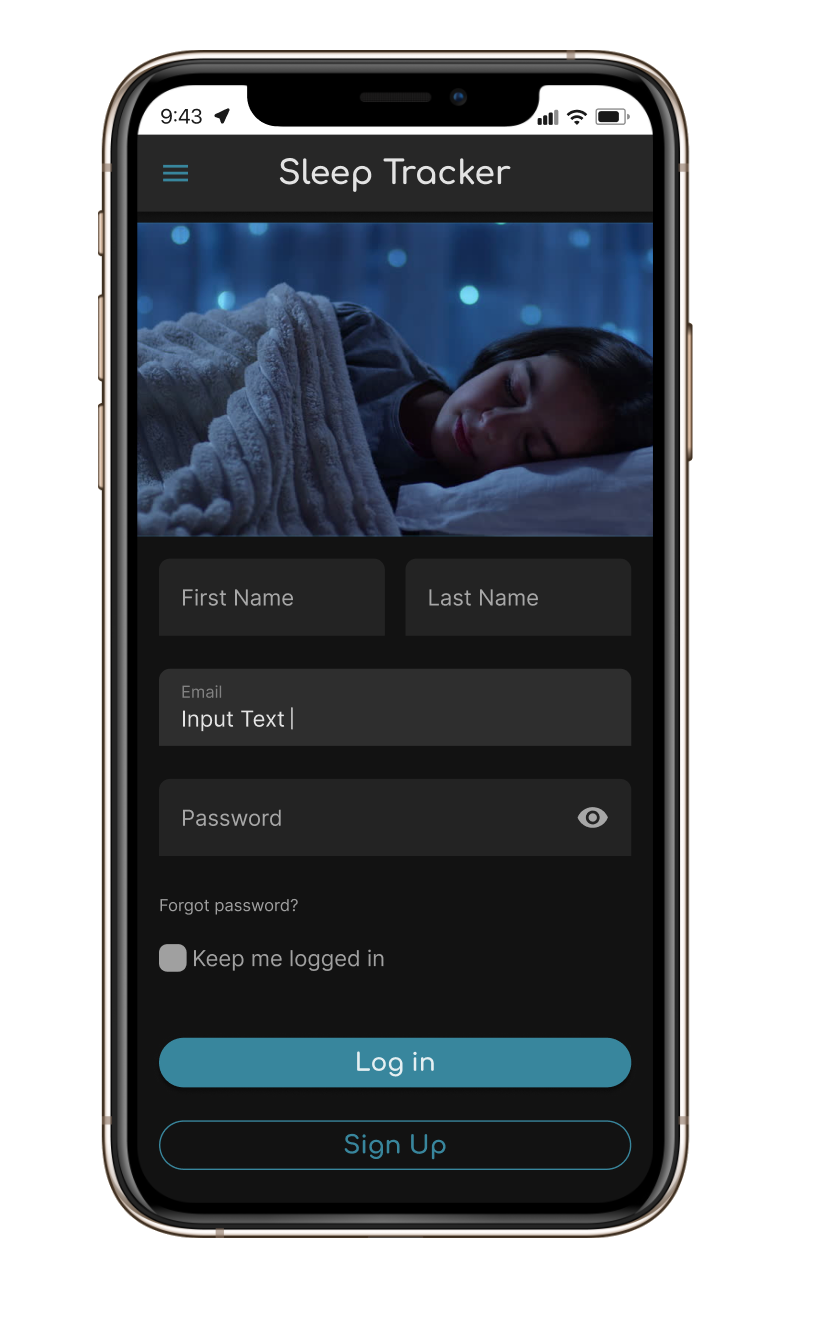 9:43
Sleep Tracker
First Name Last Name
Email
Input Text
Password
Forgot password?
Keep me logged in
Log in
Sign Up